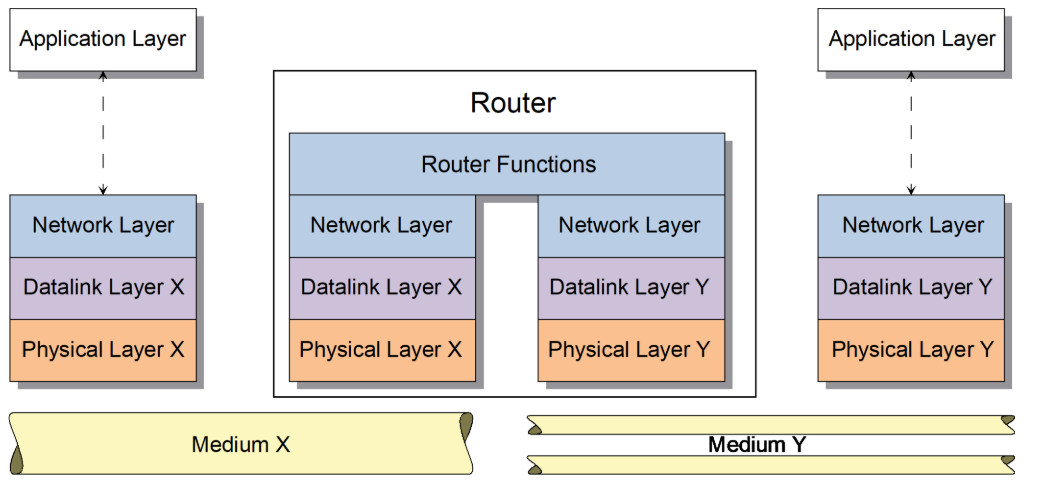 Application Layer
Application Layer
Router
Router Functions
Network Layer
Network Layer
Network Layer
Network Layer
Datalink Layer X
Datalink Layer X
Datalink Layer Y
Datalink Layer Y
Physical Layer X
Physical Layer X
Physical Layer Y
Physical Layer Y
Medium X
Medium Y